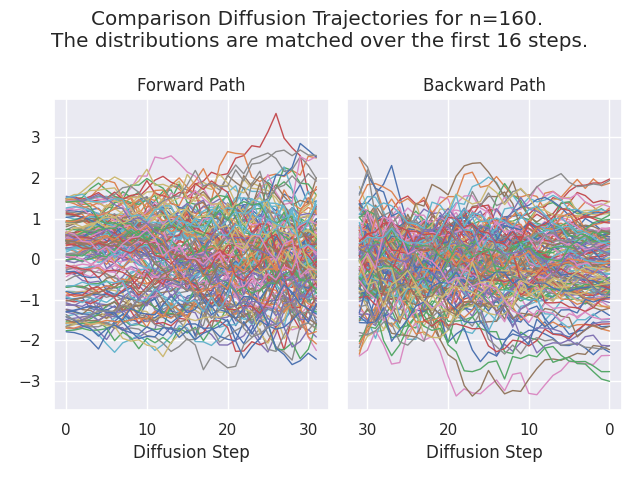 Comparison Diffusion Trajectories for n=160.
The distributions are matched over the first 16 steps.
Forward Path
Backward Path
3
2
1
0
−1
−2
−3
0 10 20 30
30 20 10 0
Diffusion Step
Diffusion Step